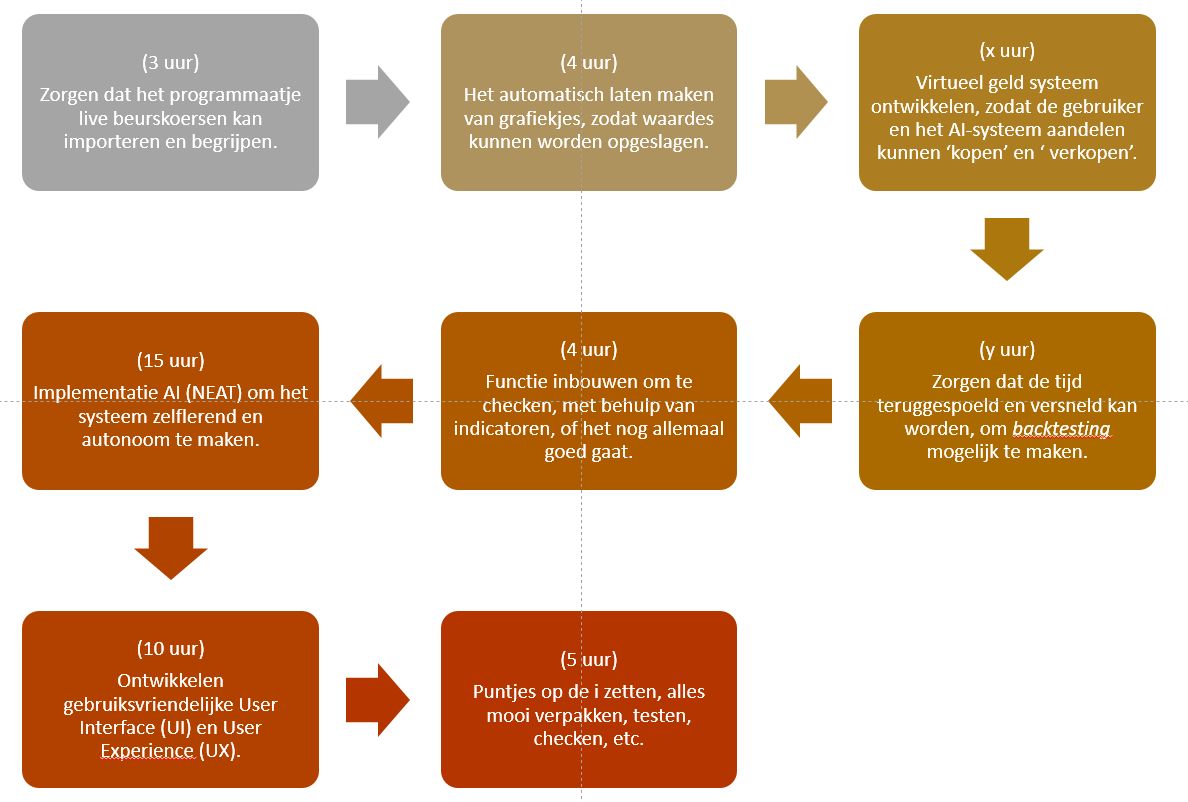 (3 uur)
Zorgen dat het programmaatje
live beurskoersen kan
importeren en begrijpen.
(4 uur)
Het automatisch laten maken
van grafiekjes, zodat waardes
kunnen worden opgeslagen.
(x uur)
Virtueel geld systeem
ontwikkelen, zodat de gebruiker
en het AI-systeem aandelen
kunnen ‘kopen’ en ‘ verkopen’.
(y uur)
Zorgen dat de tijd
teruggespoeld en versneld kan
worden, om backtesting
mogelijk te maken.
(4 uur)
Functie inbouwen om te
checken, met behulp van
indicatoren, of het nog allemaal
goed gaat.
(15 uur)
Implementatie AI (NEAT) om het
systeem zelflerend en
autonoom te maken.
(10 uur)
Ontwikkelen
gebruiksvriendelijke User
Interface (UI) en User
Experience (UX).
(5 uur)
Puntjes op de i zetten, alles
mooi verpakken, testen,
checken, etc.